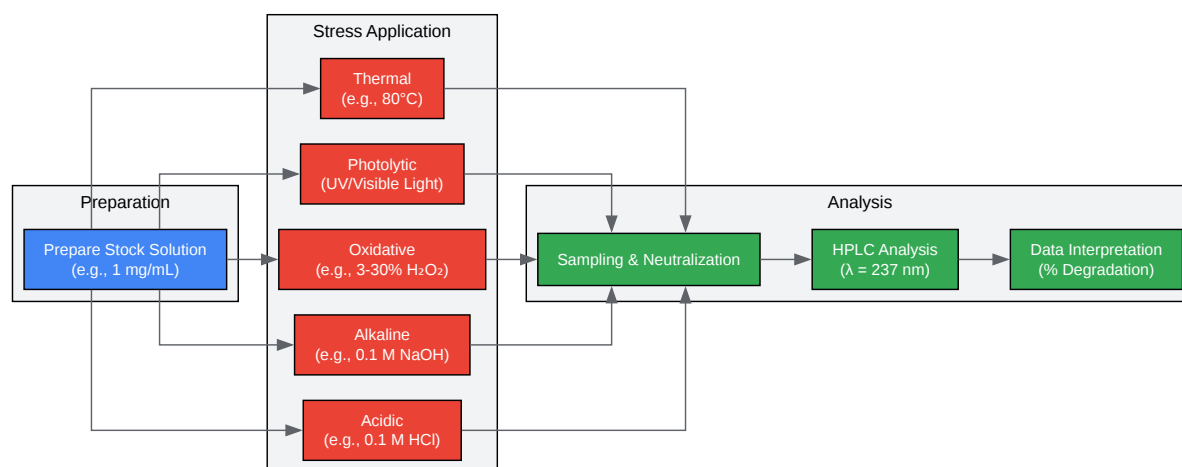 Stress Application
Thermal
(e.g., 80°C)
Photolytic
(UV/Visible Light)
Preparation
Analysis
Prepare Stock Solution
(e.g., 1 mg/mL)
Oxidative
(e.g., 3-30% H₂O₂)
Sampling & Neutralization
HPLC Analysis
(λ = 237 nm)
Data Interpretation
(% Degradation)
Alkaline
(e.g., 0.1 M NaOH)
Acidic
(e.g., 0.1 M HCl)